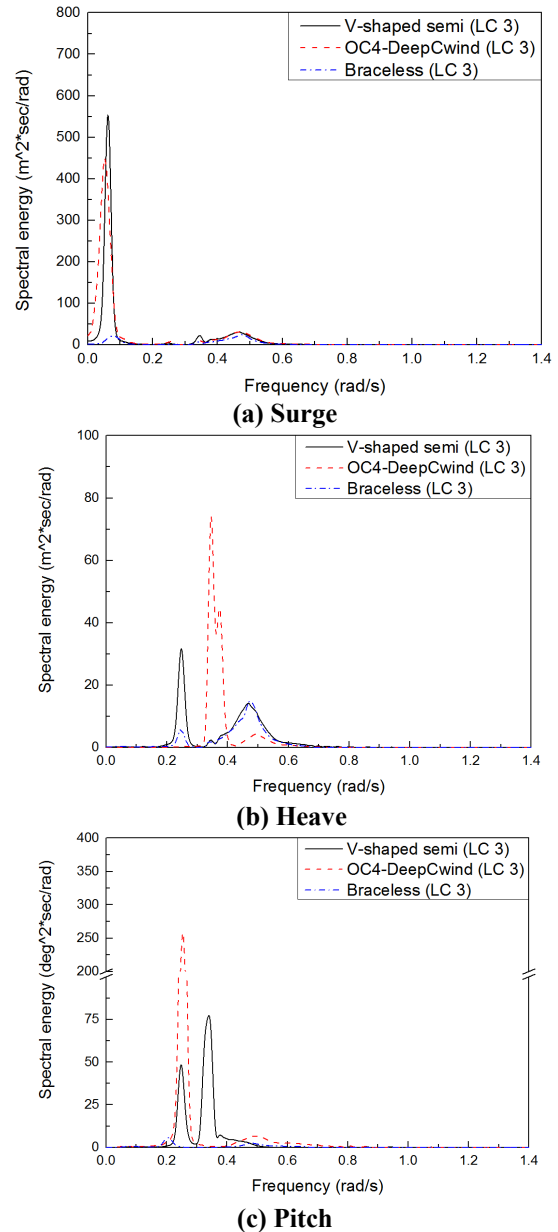 V-shaped semi (LC 3)
OC4-DeepCwind (LC 3)
Braceless (LC 3)
Spectral energy (m^2*sec/rad)
800
700
600
500
400
300
200
100
0
0.0 0.2 0.4 0.6 0.8 1.0 1.2 1.4
Frequency (rad/s)
(a) Surge
V-shaped semi (LC 3)
OC4-DeepCwind (LC 3)
Braceless (LC 3)
Spectral energy (m^2*sec/rad)
100
80
60
40
20
0
0.0 0.2 0.4 0.6 0.8 1.0 1.2 1.4
Frequency (rad/s)
(b) Heave
V-shaped semi (LC 3)
OC4-DeepCwind (LC 3)
Braceless (LC 3)
Spectral energy (deg^2*sec/rad)
400
350
300
250
200
75
50
25
0
0.0 0.2 0.4 0.6 0.8 1.0 1.2 1.4
Frequency (rad/s)
(c) Pitch